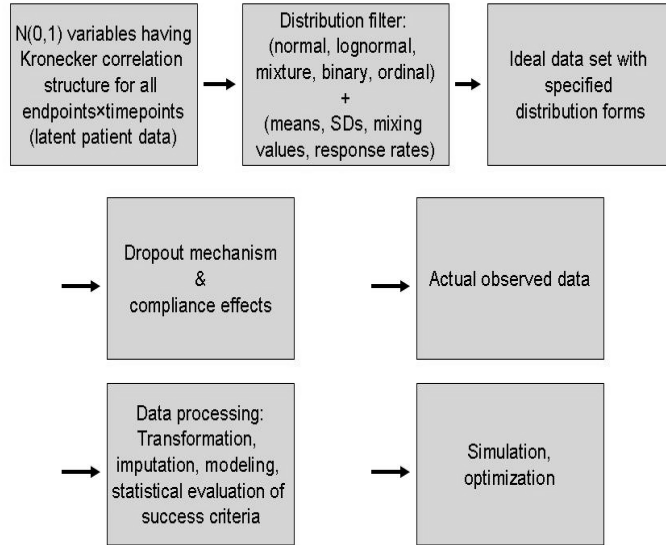 N(0,1) variables having
Kronecker correlation
structure for all
endpoints×timepoints
(latent patient data)
Distribution filter:
(normal, lognormal,
mixture, binary, ordinal)
+
(means, SDs, mixing
values, response rates)
Ideal data set with
specified
distribution forms
Dropout mechanism
&
compliance effects
Actual observed data
Data processing:
Transformation,
imputation, modeling,
statistical evaluation of
success criteria
Simulation,
optimization